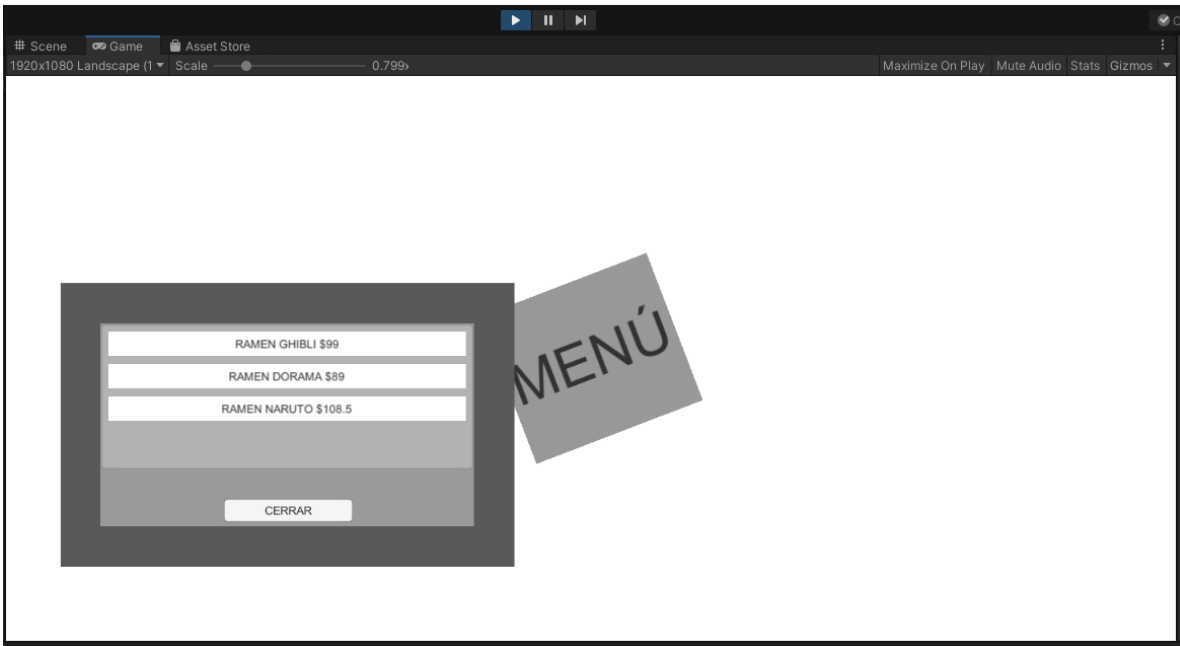 Scene Game Asset Store
1920x1080 Landscape (1 Scale 0.799x Maximize On Play Mute Audio Stats Gizmos
RAMEN GHIBLI $99
RAMEN DORAMA $89
RAMEN NARUTO $108.5
CERRAR
MENÚ